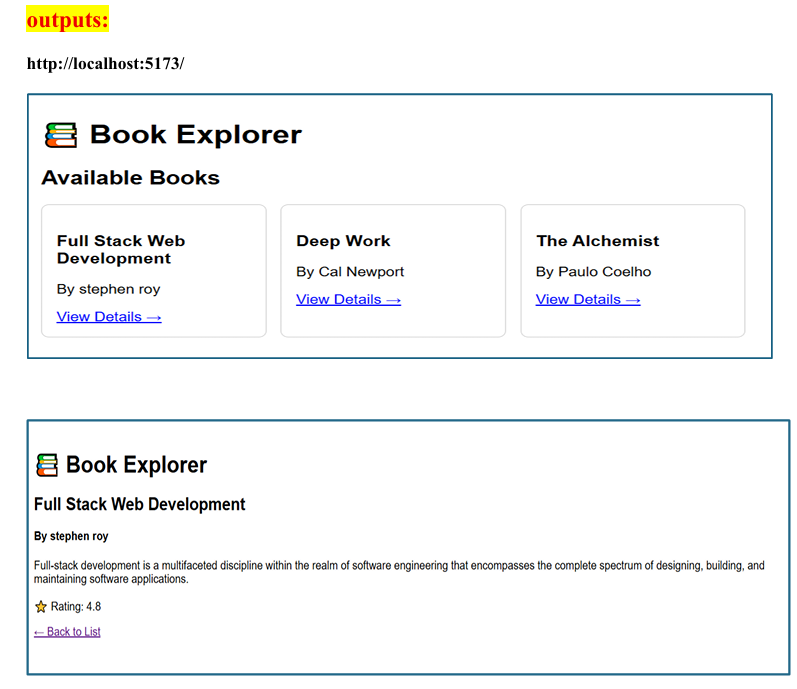 outputs:
http://localhost:5173/
📚 Book Explorer
Available Books
Full Stack Web
Development
By stephen roy
View Details →
Deep Work
By Cal Newport
View Details →
The Alchemist
By Paulo Coelho
View Details →
📚 Book Explorer
Full Stack Web Development
By stephen roy
Full-stack development is a multifaceted discipline within the realm of software engineering that encompasses the complete spectrum of designing, building, and
maintaining software applications.
⭐ Rating: 4.8
← Back to List